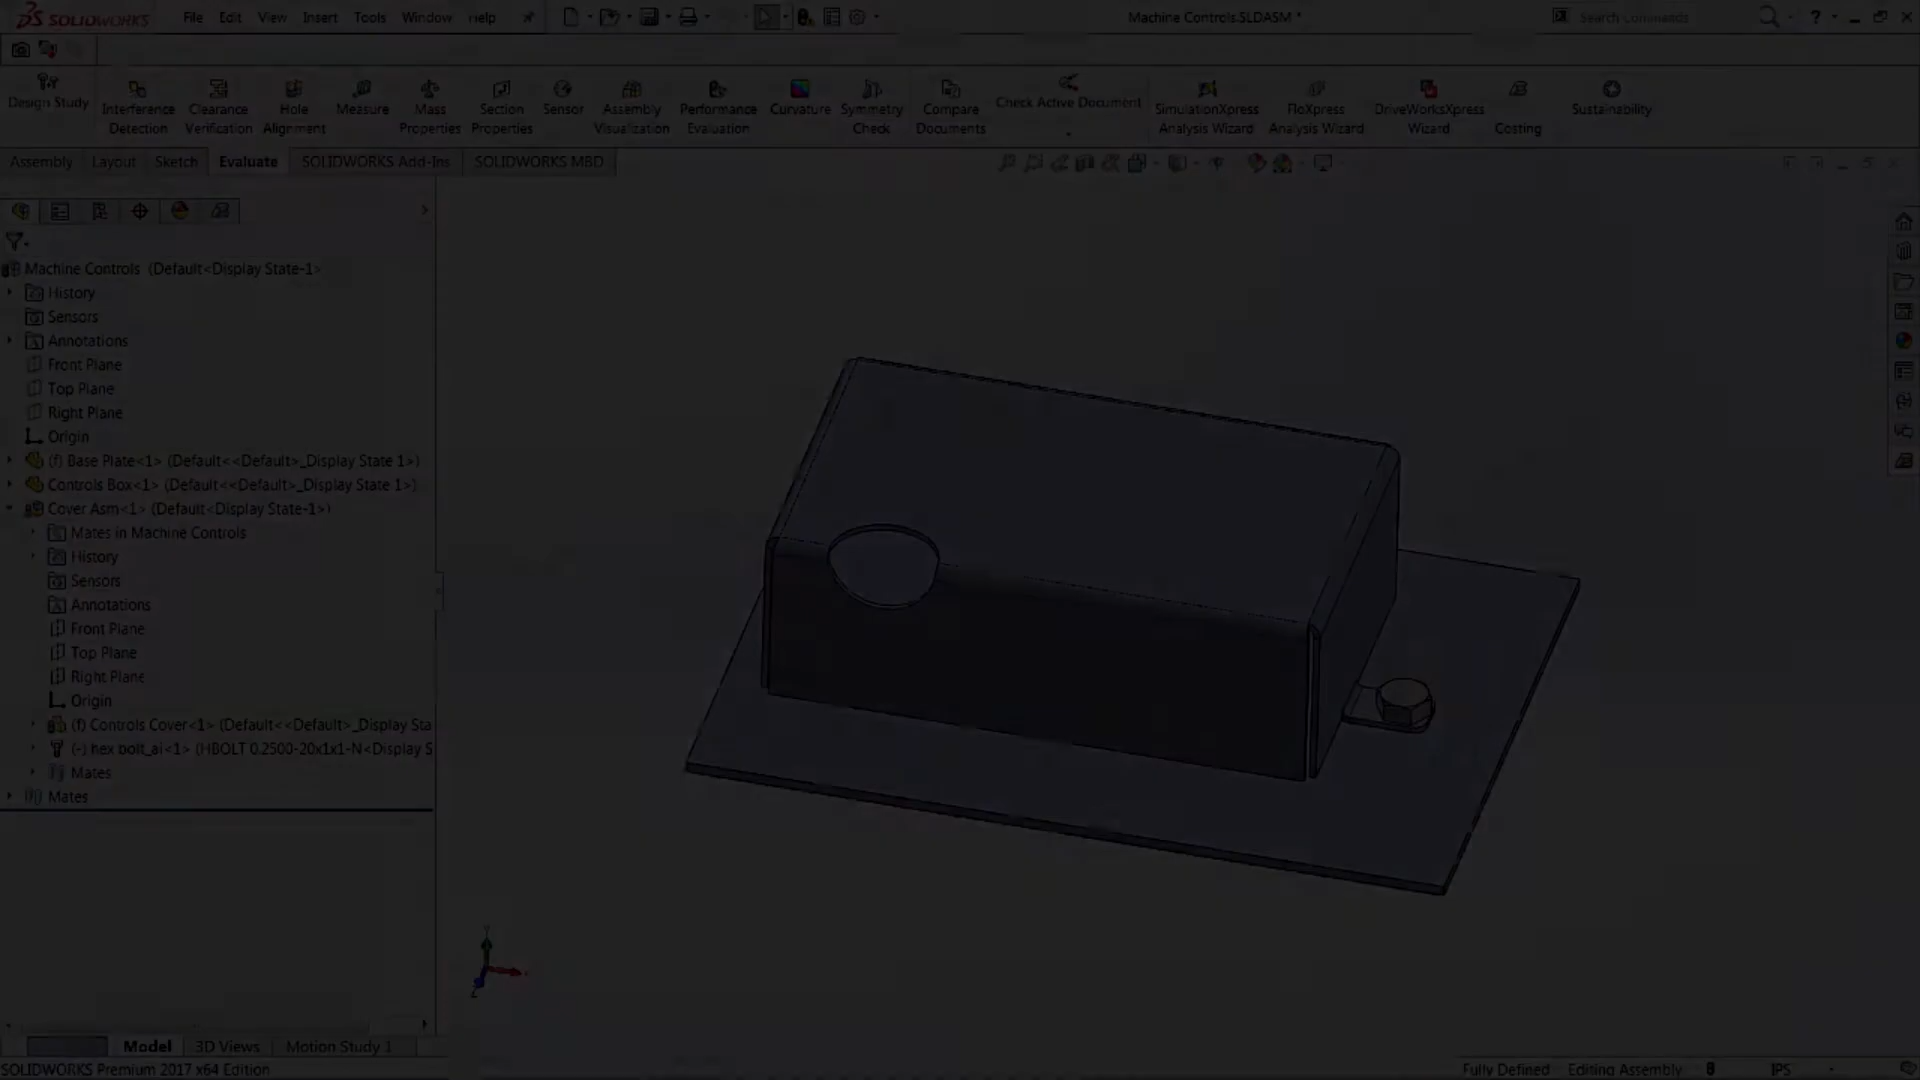 SOLIDWORKS File Edit View Insert Tools Window Help Machine Controls.SLDASM * Search Commands ?
Design Study Interference Detection Clearance Verification Hole Alignment Measure Mass Properties Section Properties Sensor Assembly Visualization Performance Evaluation Curvature Symmetry Check Compare Documents Check Active Document SimulationXpress Analysis Wizard FloXpress Analysis Wizard DriveWorksXpress Wizard Costing Sustainability
Assembly Layout Sketch Evaluate SOLIDWORKS Add-Ins SOLIDWORKS MBD
Machine Controls (Default<Display State-1>
History
Sensors
Annotations
Front Plane
Top Plane
Right Plane
Origin
(f) Base Plate<1> (Default<<Default>_Display State 1>)
Controls Box<1> (Default<<Default>_Display State 1>)
Cover Asm<1> (Default<Display State-1>)
Mates in Machine Controls
History
Sensors
Annotations
Front Plane
Top Plane
Right Plane
Origin
(f) Controls Cover<1> (Default<<Default>_Display Sta
(-) hex bolt_ai<1> (HBOLT 0.2500-20x1x1-N<Display S
Mates
Mates
Model 3D Views Motion Study 1
SOLIDWORKS Premium 2017 x64 Edition Fully Defined Editing Assembly IPS